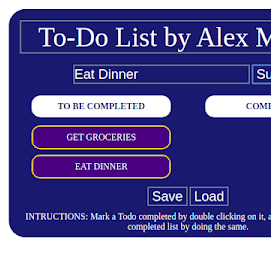 To-Do List by Alex M
Eat Dinner Su
TO BE COMPLETED COMP
GET GROCERIES
EAT DINNER
Save Load
INTRUCTIONS: Mark a Todo completed by double clicking on it, a
completed list by doing the same.